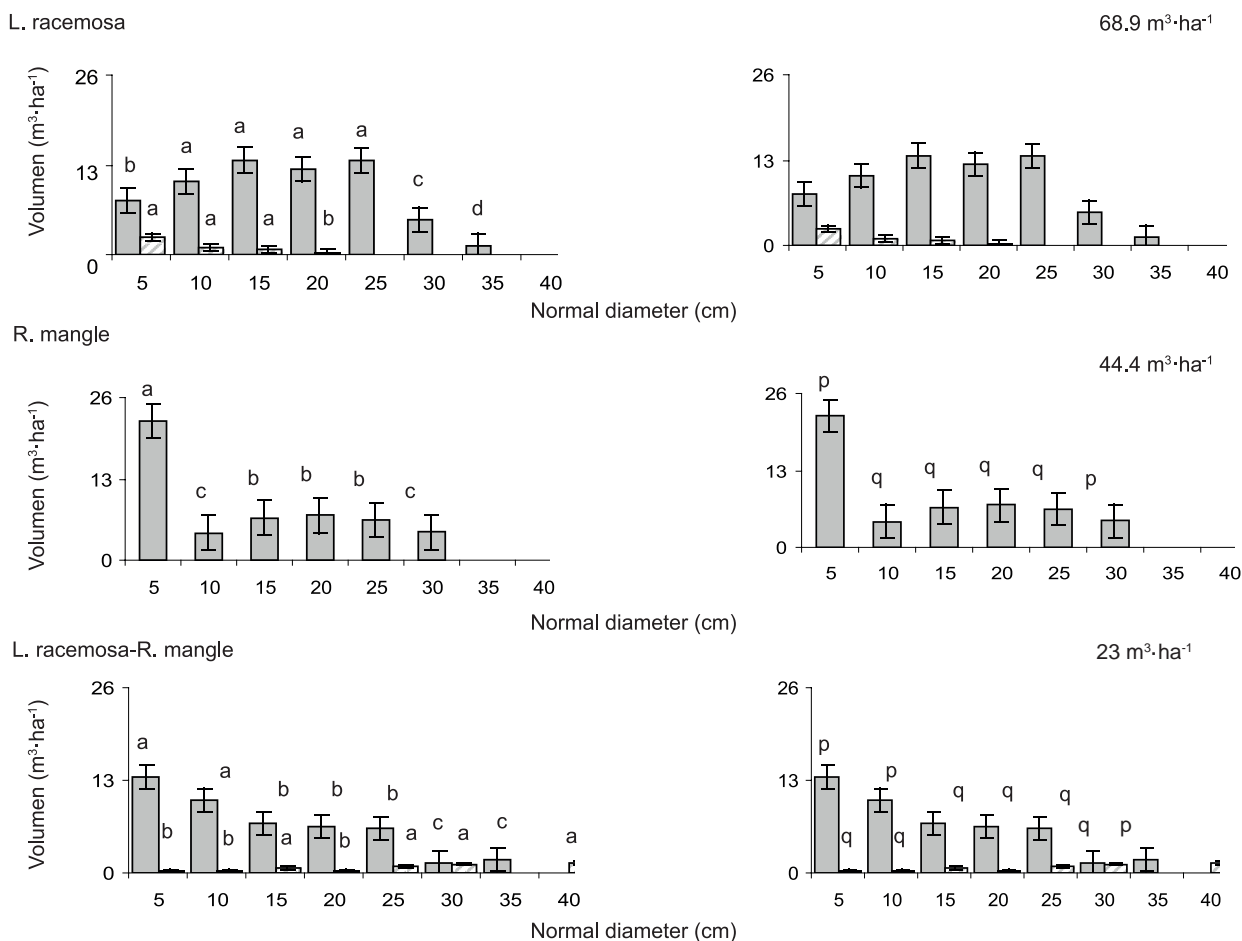 L. racemosa
68.9 m³·ha⁻¹
Volumen (m³·ha⁻¹)
26
13
0
b a a a a c d
a a a b
5 10 15 20 25 30 35 40
26
13
0
5 10 15 20 25 30 35 40
Normal diameter (cm)
R. mangle
44.4 m³·ha⁻¹
Volumen (m³·ha⁻¹)
26
13
0
a c b b b c
5 10 15 20 25 30 35 40
26
13
0
p q q q q p
5 10 15 20 25 30 35 40
Normal diameter (cm)
L. racemosa-R. mangle
23 m³·ha⁻¹
Volumen (m³·ha⁻¹)
26
13
0
a a b b b c c
b b a b a a a
5 10 15 20 25 30 35 40
26
13
0
p p q q q q p
q q
5 10 15 20 25 30 35 40
Normal diameter (cm)